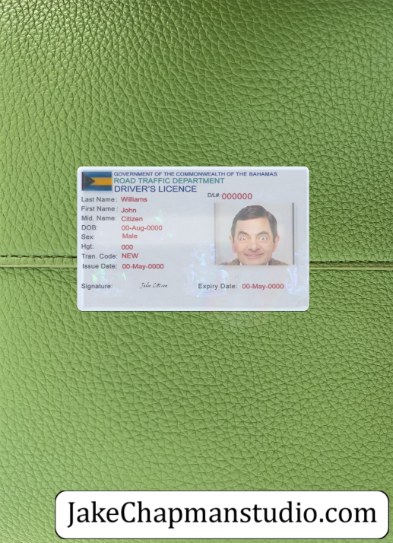 GOVERNMENT OF THE COMMONWEALTH OF THE BAHAMAS
ROAD TRAFFIC DEPARTMENT
DRIVER'S LICENCE
D/L# 000000
Last Name: Williams
First Name: John
Mid. Name: Citizen
DOB: 00-Aug-0000
Sex: Male
Hgt: 000
Tran. Code: NEW
Issue Date: 00-May-0000
Signature: John Citizen
Expiry Date: 00-May-0000
JakeChapmanstudio.com